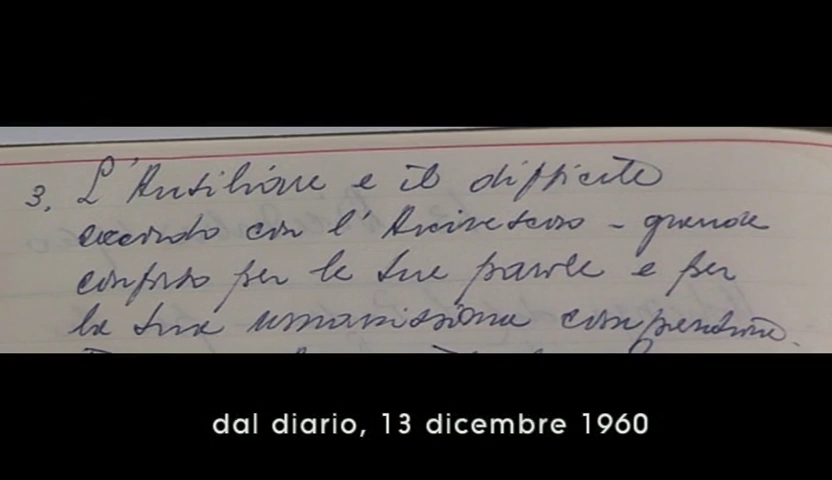 3. L'Ausiliare e il difficile
accordo con l'Arcivescovo - grande
conforto per le sue parole e per
la sua umanissima comprensione.
dal diario, 13 dicembre 1960